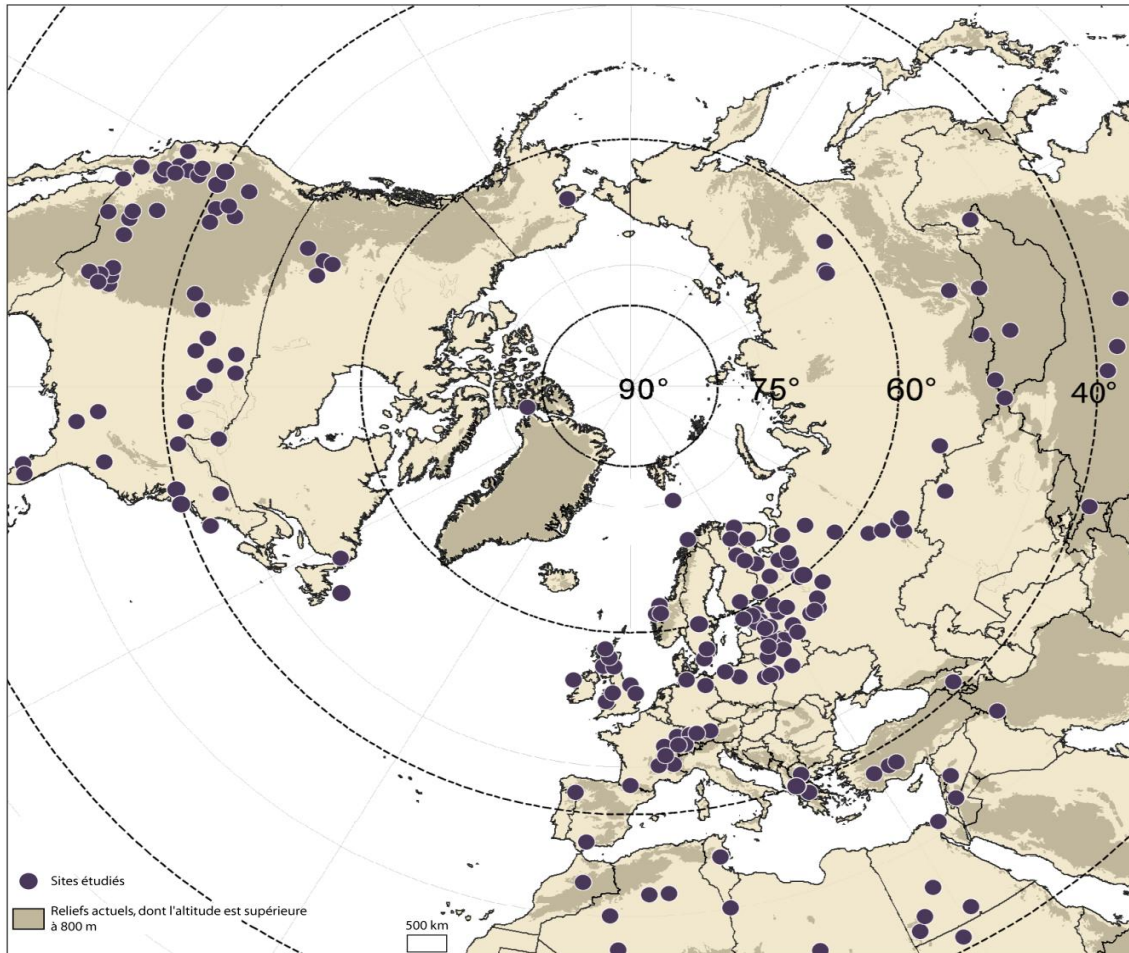 90° 75° 60° 40°
Sites étudiés
Reliefs actuels, dont l'altitude est supérieure
à 800 m
500 km